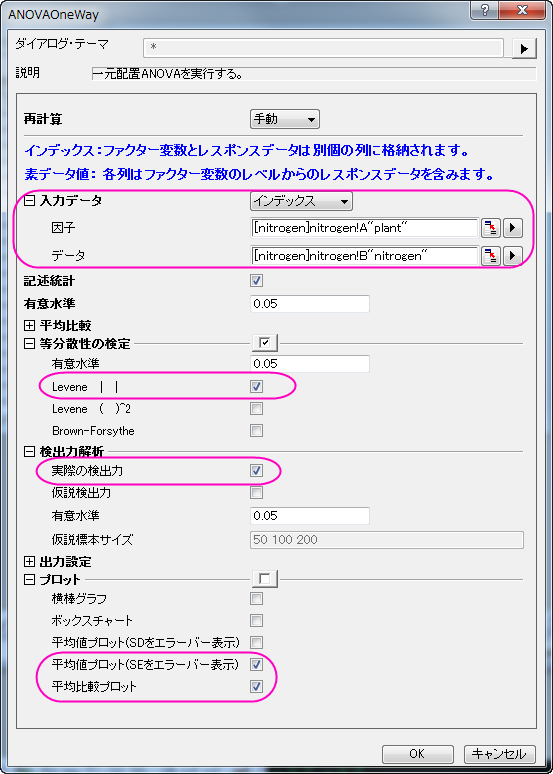 ANOVAOneWay
ダイアログ・テーマ *
説明 一元配置ANOVAを実行する。
再計算 手動
インデックス：ファクター変数とレスポンスデータは別個の列に格納されます。
素データ値： 各列はファクター変数のレベルからのレスポンスデータを含みます。
入力データ インデックス
因子 [nitrogen]nitrogen!A"plant"
データ [nitrogen]nitrogen!B"nitrogen"
記述統計
有意水準 0.05
平均比較
等分散性の検定
有意水準 0.05
Levene | |
Levene ( )^2
Brown-Forsythe
検出力解析
実際の検出力
仮説検出力
有意水準 0.05
仮説標本サイズ 50 100 200
出力設定
プロット
横棒グラフ
ボックスチャート
平均値プロット(SDをエラーバー表示)
平均値プロット(SEをエラーバー表示)
平均比較プロット
OK キャンセル